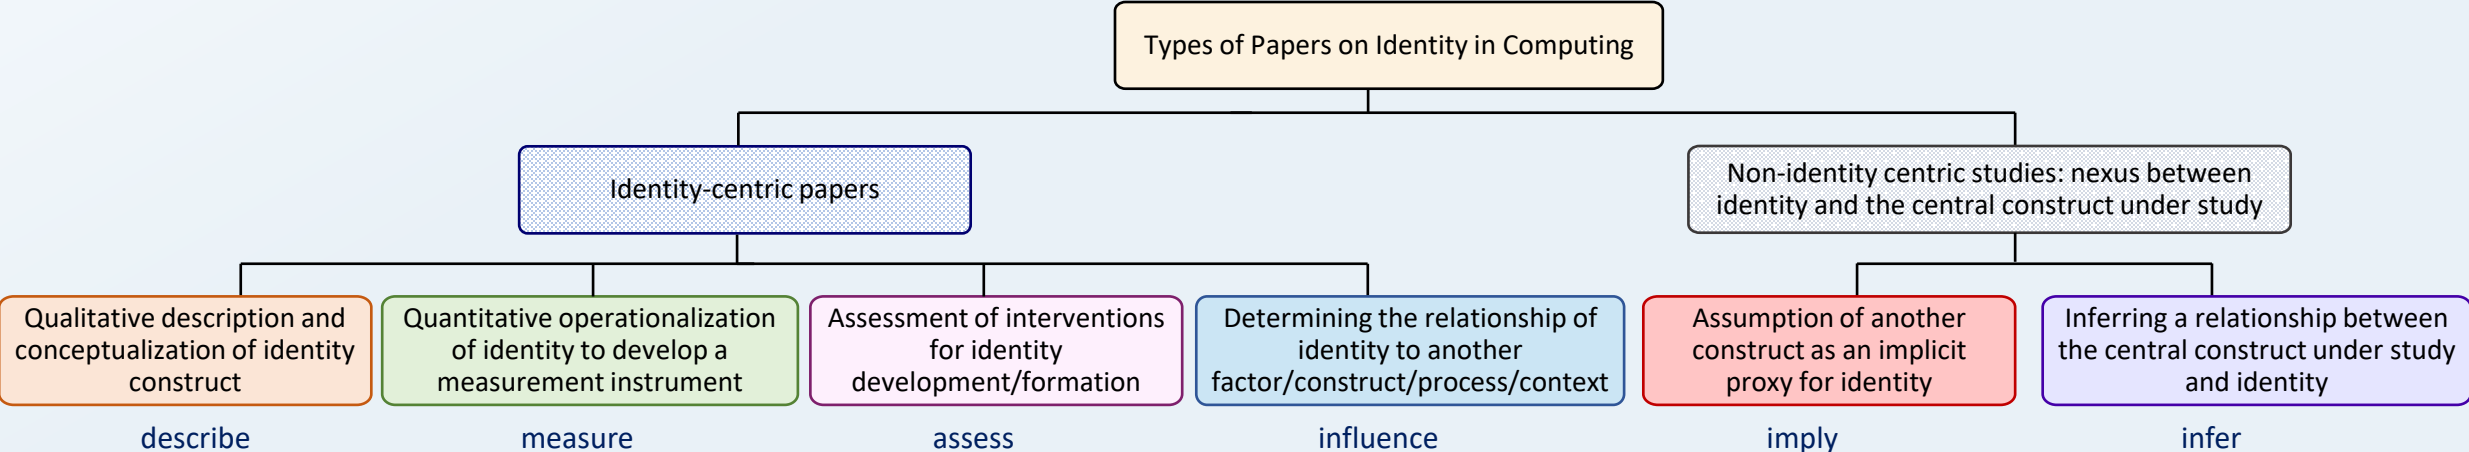 Types of Papers on Identity in Computing
Identity-centric papers
Non-identity centric studies: nexus between
identity and the central construct under study
Qualitative description and
conceptualization of identity
construct
Quantitative operationalization
of identity to develop a
measurement instrument
Assessment of interventions
for identity
development/formation
Determining the relationship of
identity to another
factor/construct/process/context
Assumption of another
construct as an implicit
proxy for identity
Inferring a relationship between
the central construct under study
and identity
describe
measure
assess
influence
imply
infer